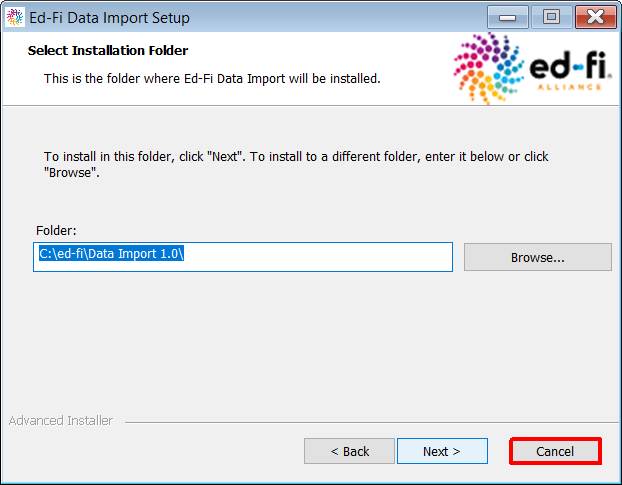 Ed-Fi Data Import Setup
Select Installation Folder
This is the folder where Ed-Fi Data Import will be installed.
ed-fi.
ALLIANCE
To install in this folder, click "Next". To install to a different folder, enter it below or click
"Browse".
Folder:
C:\ed-fi\Data Import 1.0\
Browse...
Advanced Installer
< Back
Next >
Cancel